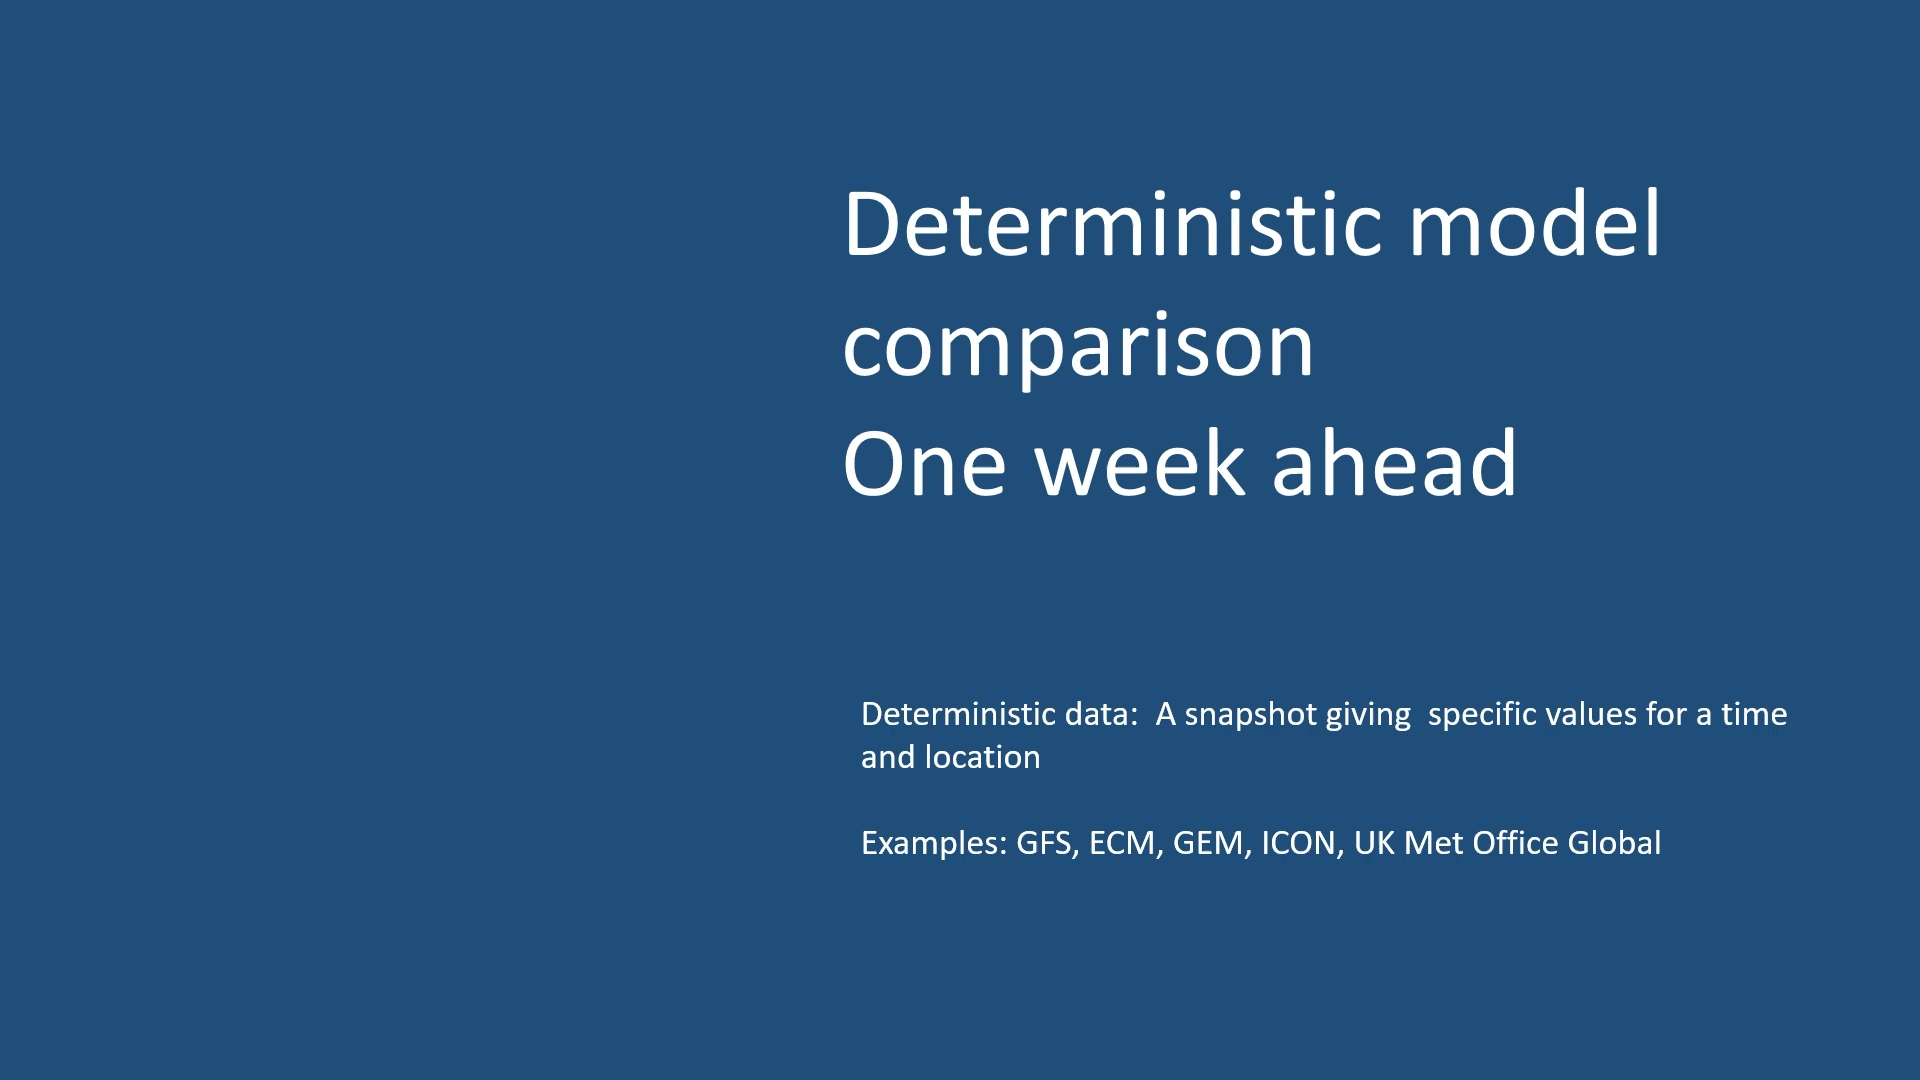 Deterministic model
comparison
One week ahead
Deterministic data:  A snapshot giving  specific values for a time
and location
Examples: GFS, ECM, GEM, ICON, UK Met Office Global